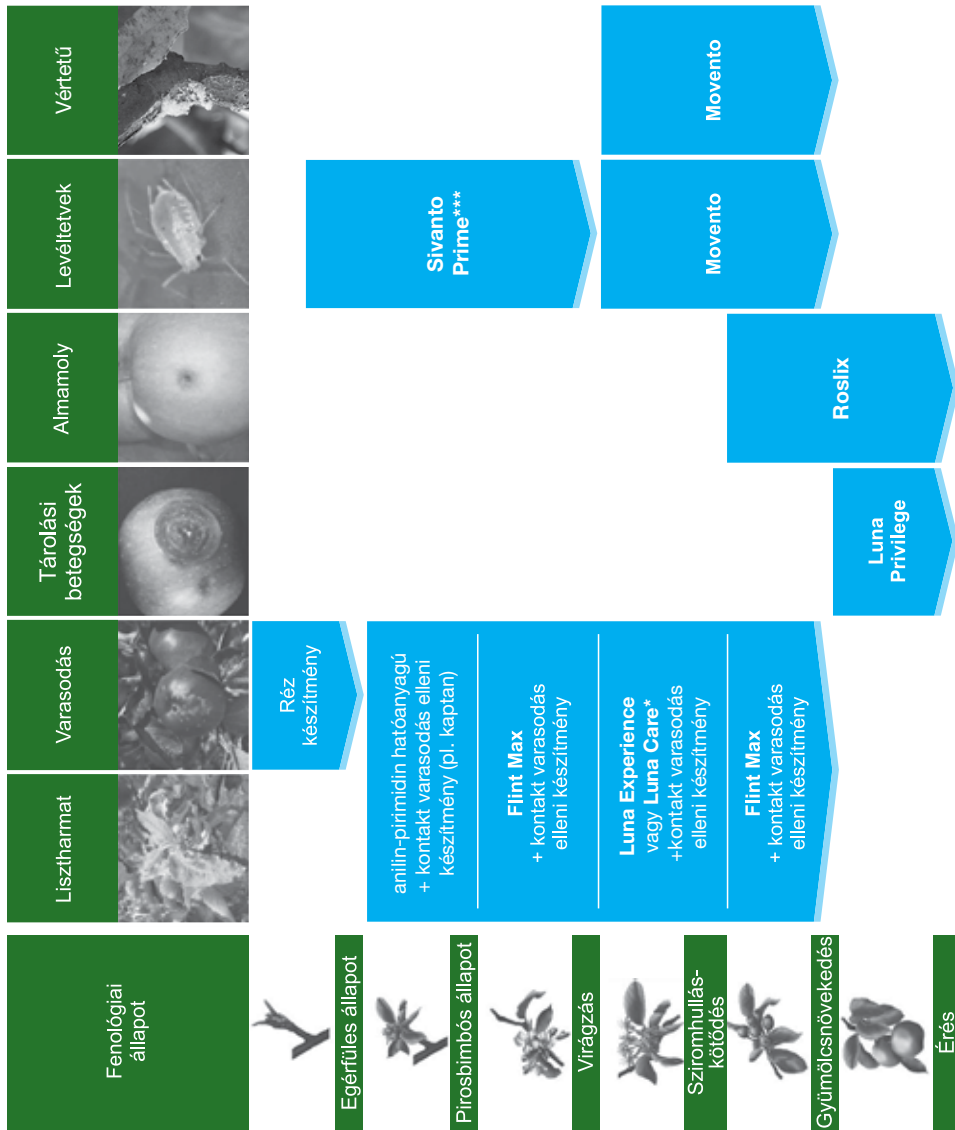 Fenológiai
állapot
Egérfüles állapot
Pirosbimbós állapot
Virágzás
Sziromhullás-
kötődés
Gyümölcsnövekedés
Érés
Lisztharmat
Varasodás
Réz
készítmény
anilin-pirimidin hatóanyagú
+ kontakt varasodás elleni
készítmény (pl. kaptan)
Flint Max
+ kontakt varasodás
elleni készítmény
Luna Experience
vagy Luna Care*
+kontakt varasodás
elleni készítmény
Flint Max
+ kontakt varasodás
elleni készítmény
Tárolási
betegségek
Luna
Privilege
Almamoly
Roslix
Levéltetvek
Sivanto
Prime***
Movento
Vértetű
Movento